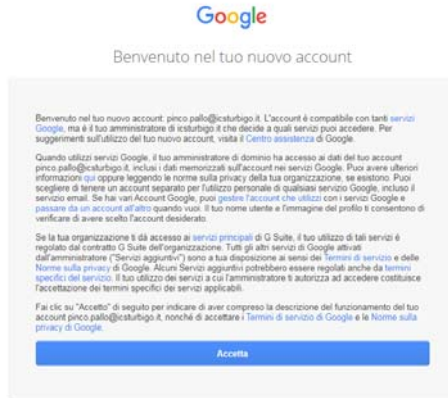 Google
Benvenuto nel tuo nuovo account
Benvenuto nel tuo nuovo account: pinco.pallo@icsturbigo.it. L'account è compatibile con tanti servizi
Google, ma è il tuo amministratore di icsturbigo.it che decide a quali servizi puoi accedere. Per
suggerimenti sull'utilizzo del tuo nuovo account, visita il Centro assistenza di Google.
Quando utilizzi servizi Google, il tuo amministratore di dominio ha accesso ai dati del tuo account
pinco.pallo@icsturbigo.it, inclusi i dati memorizzati sull'account nei servizi Google. Puoi avere ulteriori
informazioni qui oppure leggendo le norme sulla privacy della tua organizzazione, se esistono. Puoi
scegliere di tenere un account separato per l'utilizzo personale di qualsiasi servizio Google, incluso il
servizio email. Se hai vari Account Google, puoi gestire l'account che utilizzi con i servizi Google e
passare da un account all'altro quando vuoi. Il tuo nome utente e l'immagine del profilo ti consentono di
verificare di avere scelto l'account desiderato.
Se la tua organizzazione ti dà accesso ai servizi principali di G Suite, il tuo utilizzo di tali servizi è
regolato dal contratto G Suite dell'organizzazione. Tutti gli altri servizi di Google attivati
dall'amministratore ("Servizi aggiuntivi") sono a tua disposizione ai sensi dei Termini di servizio e delle
Norme sulla privacy di Google. Alcuni Servizi aggiuntivi potrebbero essere regolati anche da termini
specifici del servizio. Il tuo utilizzo dei servizi a cui l'amministratore ti autorizza ad accedere costituisce
l'accettazione dei termini specifici dei servizi applicabili.
Fai clic su "Accetto" di seguito per indicare di aver compreso la descrizione del funzionamento del tuo
account pinco.pallo@icsturbigo.it, nonché di accettare i Termini di servizio di Google e le Norme sulla
privacy di Google.
Accetta